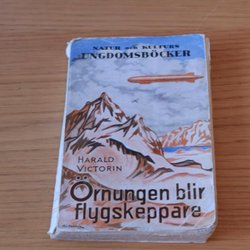 NATUR och KULTURS
UNGDOMSBÖCKER
HARALD
VICTORIN
Örnungen blir
flygskeppare